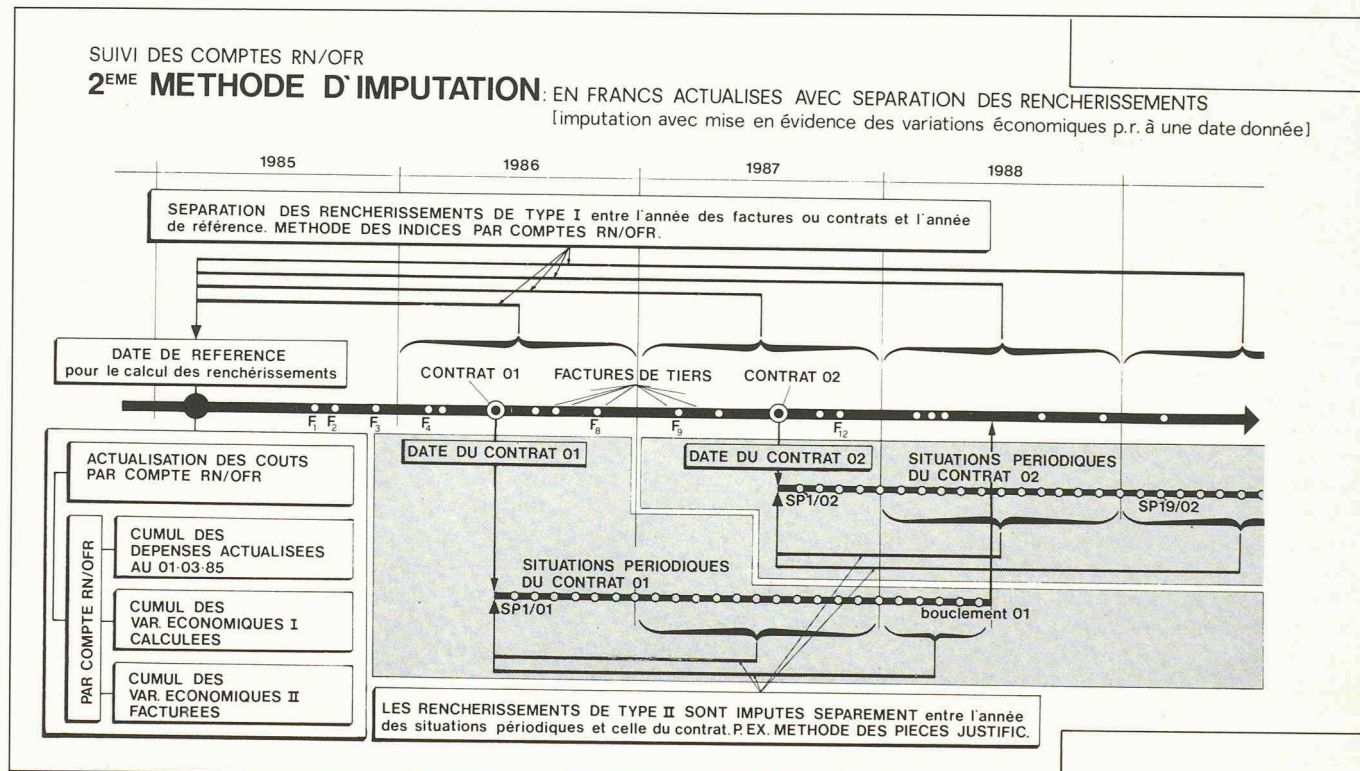 SUIVI DES COMPTES RN/OFR
2EME METHODE D`IMPUTATION: EN FRANCS ACTUALISES AVEC SEPARATION DES RENCHERISSEMENTS
[imputation avec mise en évidence des variations économiques p.r. à une date donnée]
1985 1986 1987 1988
SEPARATION DES RENCHERISSEMENTS DE TYPE I entre l'année des factures ou contrats et l'année
de référence. METHODE DES INDICES PAR COMPTES RN/OFR.
DATE DE REFERENCE
pour le calcul des renchérissements
CONTRAT 01 FACTURES DE TIERS CONTRAT 02
F1 F2 F3 F4 F8 F9 F12
ACTUALISATION DES COUTS
PAR COMPTE RN/OFR
DATE DU CONTRAT 01
DATE DU CONTRAT 02
SITUATIONS PERIODIQUES
DU CONTRAT 02
SP1/02 SP19/02
PAR COMPTE RN/OFR
CUMUL DES
DEPENSES ACTUALISEES
AU 01·03·85
SITUATIONS PERIODIQUES
DU CONTRAT 01
SP1/01 bouclement 01
CUMUL DES
VAR. ECONOMIQUES I
CALCULEES
CUMUL DES
VAR. ECONOMIQUES II
FACTUREES
LES RENCHERISSEMENTS DE TYPE II SONT IMPUTES SEPAREMENT entre l'année
des situations périodiques et celle du contrat. P. EX. METHODE DES PIECES JUSTIFIC.